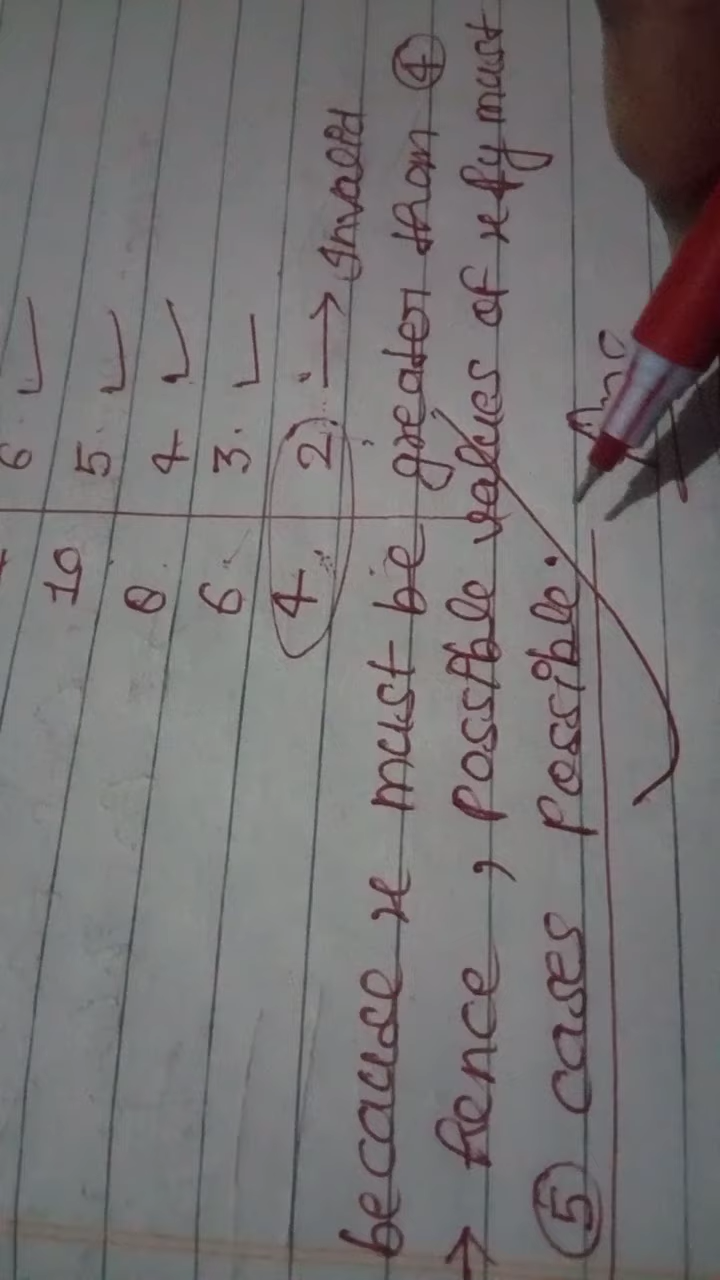 6
10 5
8 4
6 3
4 2 → Invalid
because x must be greater than 4
→ hence , possible values of x & y must
5 cases possible.
Ans